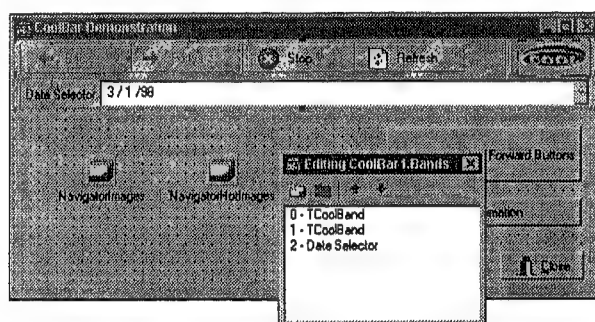 CoolBar Demonstration
Stop Refresh
Date Selector 3 / 1 /98
NavigatorImages NavigatorHotImages
Editing CoolBar1.Bands
Forward Buttons
0 - TCoolBand
1 - TCoolBand
2 - Date Selector
mation
Close